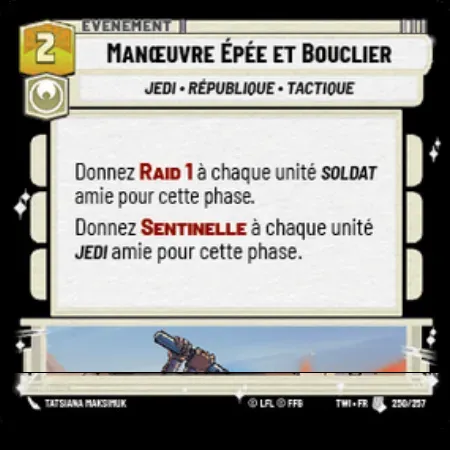 ÉVÉNEMENT
2
MANŒUVRE ÉPÉE ET BOUCLIER
JEDI • RÉPUBLIQUE • TACTIQUE
Donnez RAID 1 à chaque unité SOLDAT
amie pour cette phase.
Donnez SENTINELLE à chaque unité
JEDI amie pour cette phase.
TATSIANA MAKSIMUK
© LFL © FFG
TWI • FR
250/257